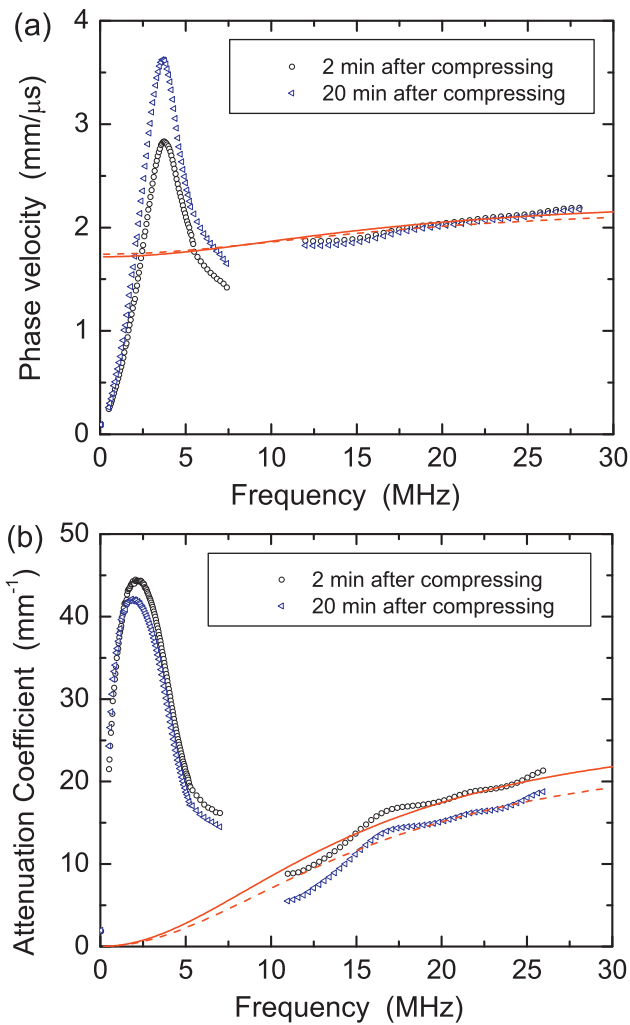 (a)
4
3
2
1
0
Phase velocity (mm/μs)
2 min after compressing
20 min after compressing
0 5 10 15 20 25 30
Frequency (MHz)
(b)
50
40
30
20
10
0
Attenuation Coefficient (mm-1)
2 min after compressing
20 min after compressing
0 5 10 15 20 25 30
Frequency (MHz)